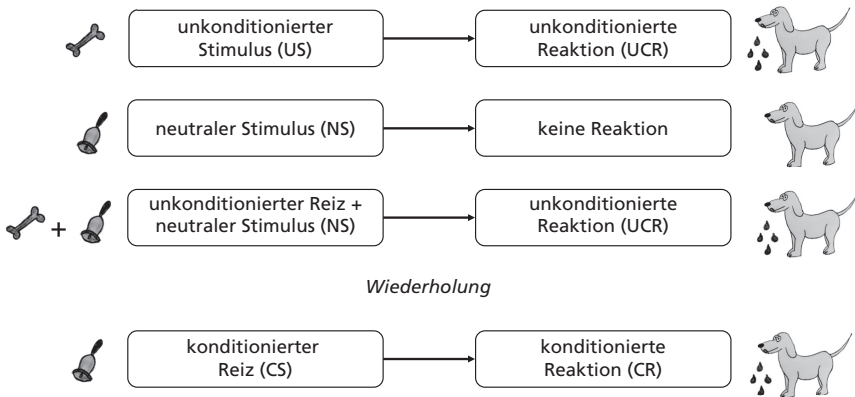 unkonditionierter
Stimulus (US)
unkonditionierte
Reaktion (UCR)
neutraler Stimulus (NS)
keine Reaktion
+
unkonditionierter Reiz +
neutraler Stimulus (NS)
unkonditionierte
Reaktion (UCR)
Wiederholung
konditionierter
Reiz (CS)
konditionierte
Reaktion (CR)